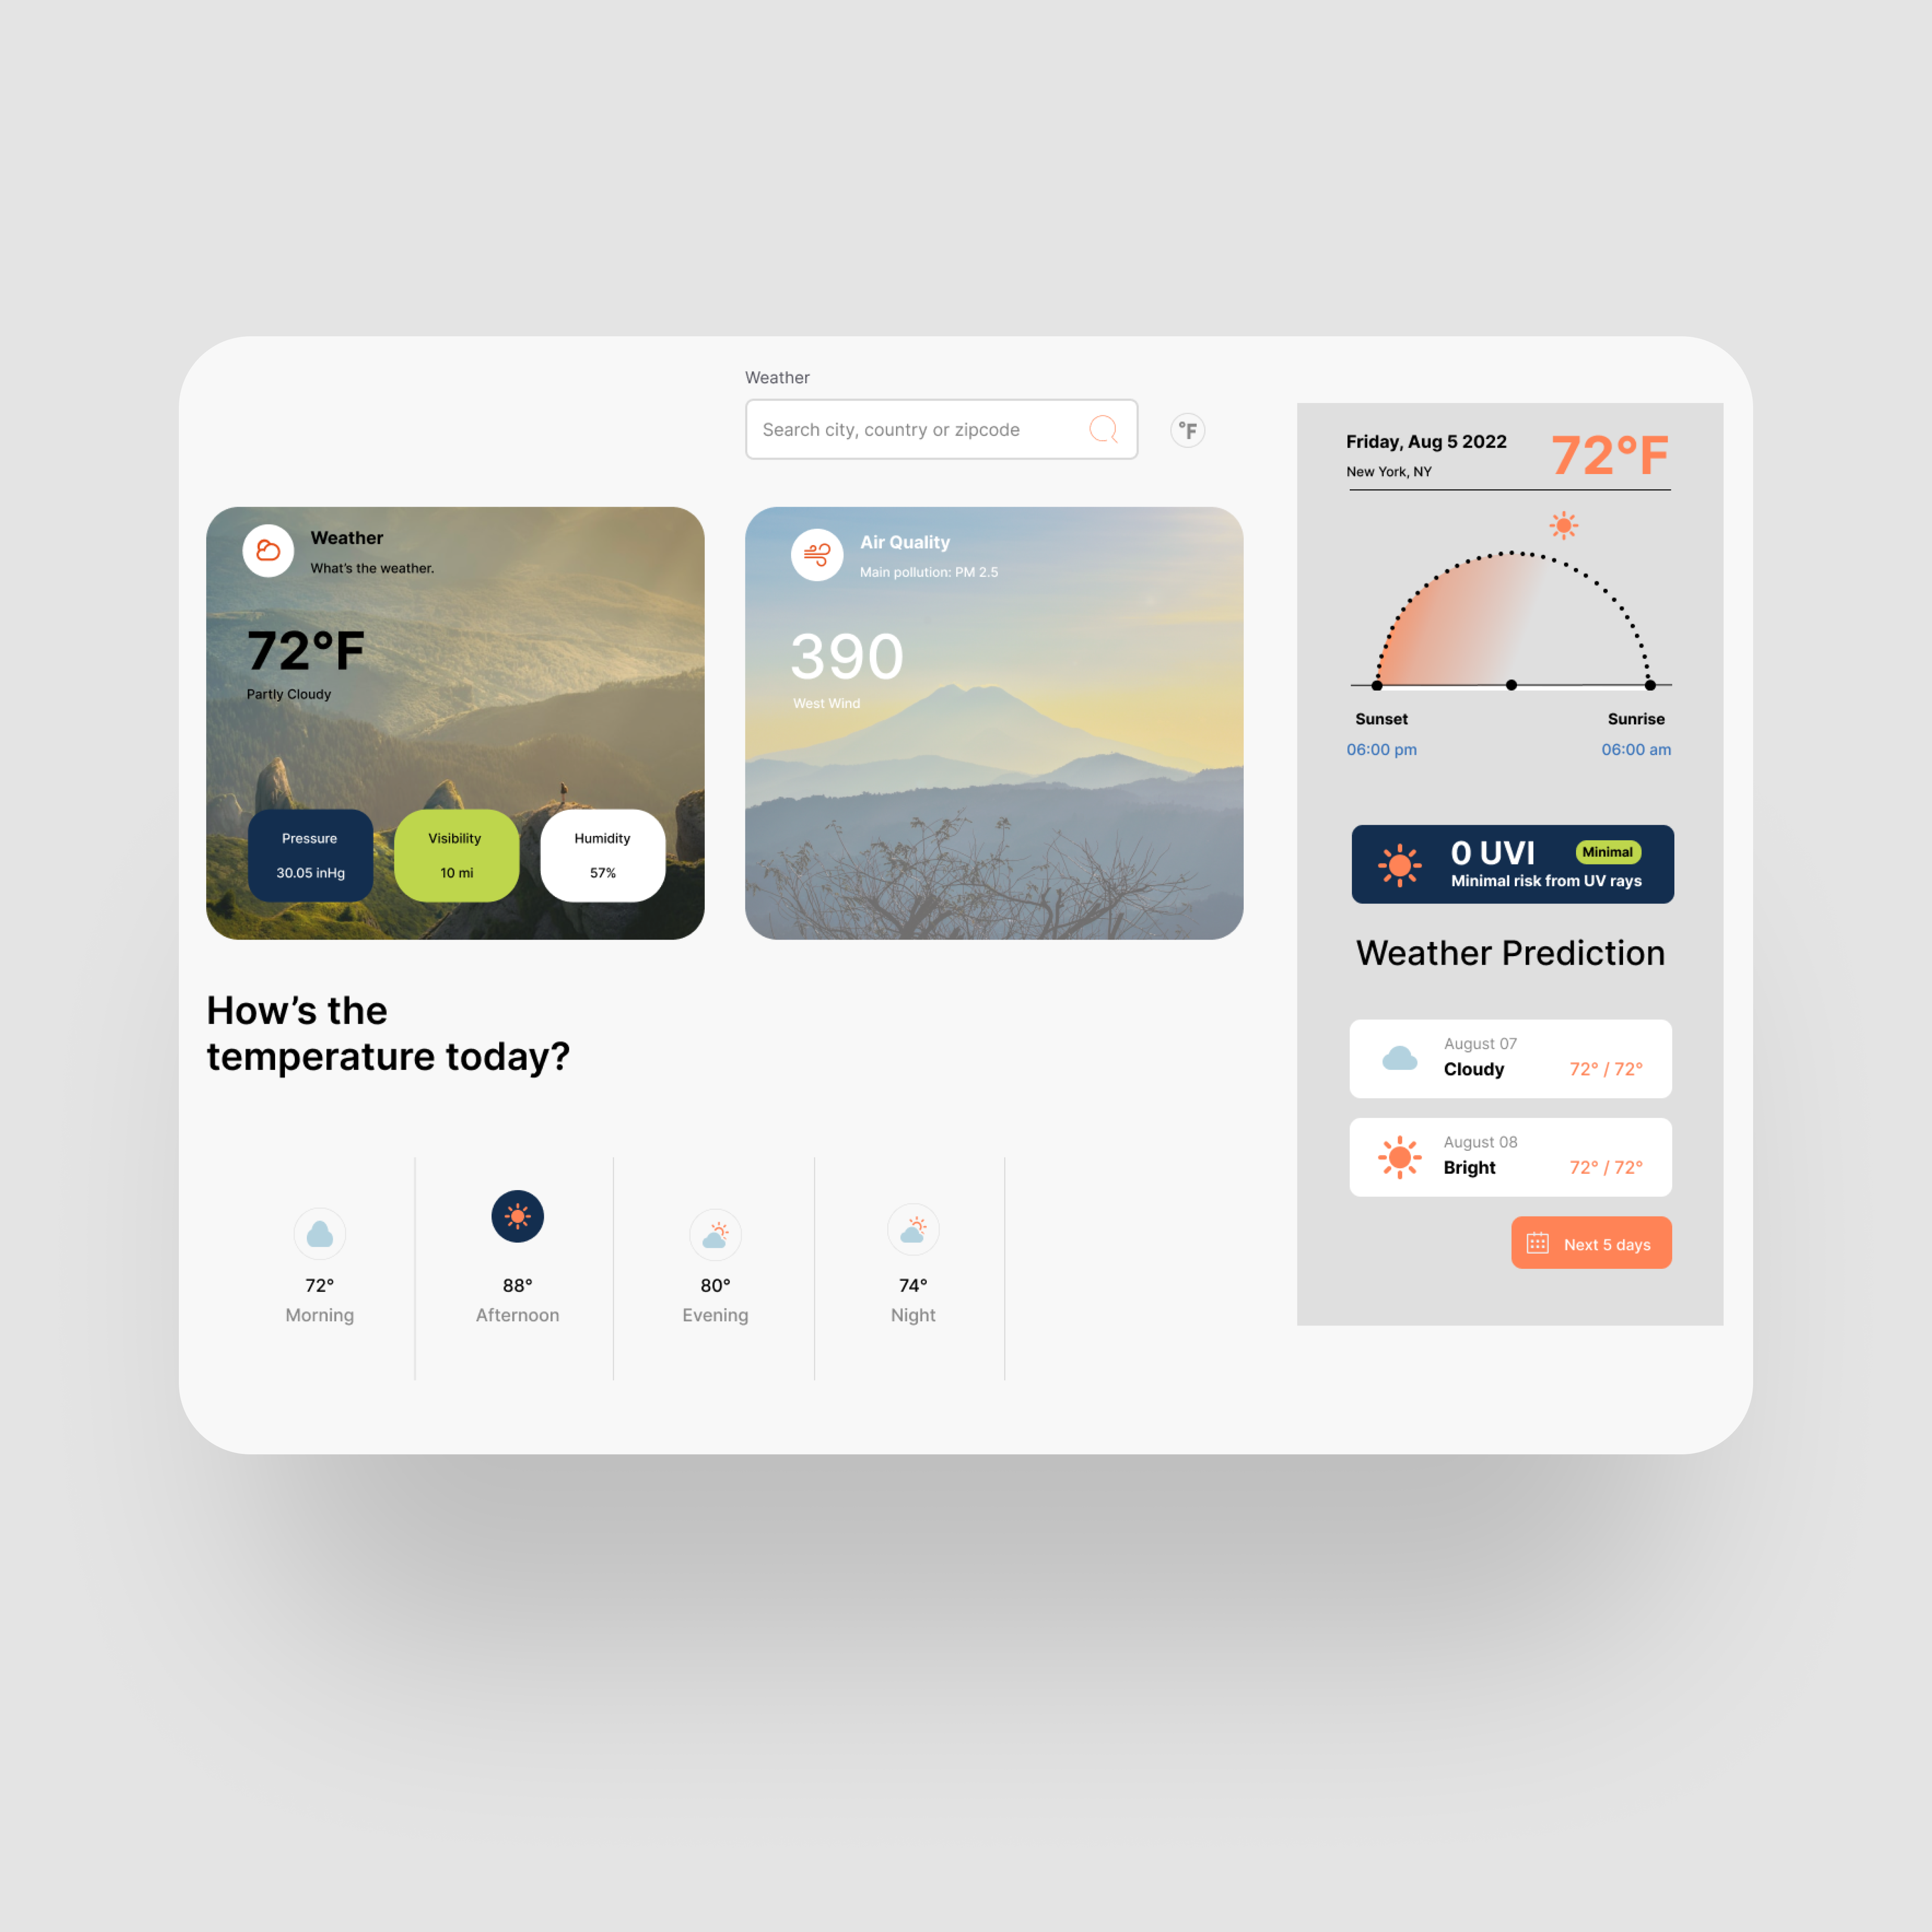 Weather
Search city, country or zipcode
°F
Weather
What's the weather.
72°F
Partly Cloudy
Pressure
30.05 inHg
Visibility
10 mi
Humidity
57%
Air Quality
Main pollution: PM 2.5
390
West Wind
How's the
temperature today?
72°
Morning
88°
Afternoon
80°
Evening
74°
Night
Friday, Aug 5 2022
New York, NY
72°F
Sunset
06:00 pm
Sunrise
06:00 am
0 UVI
Minimal
Minimal risk from UV rays
Weather Prediction
August 07
Cloudy
72° / 72°
August 08
Bright
72° / 72°
Next 5 days